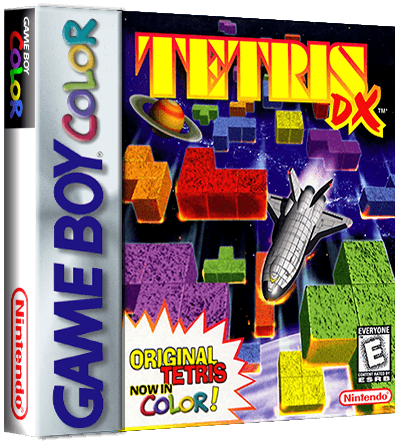 GAME BOY COLOR
Nintendo
GAME BOY COLOR
TETRIS
DX™
ORIGINAL
TETRIS
NOW IN
COLOR!
EVERYONE
E
CONTENT RATED BY
ESRB
Nintendo